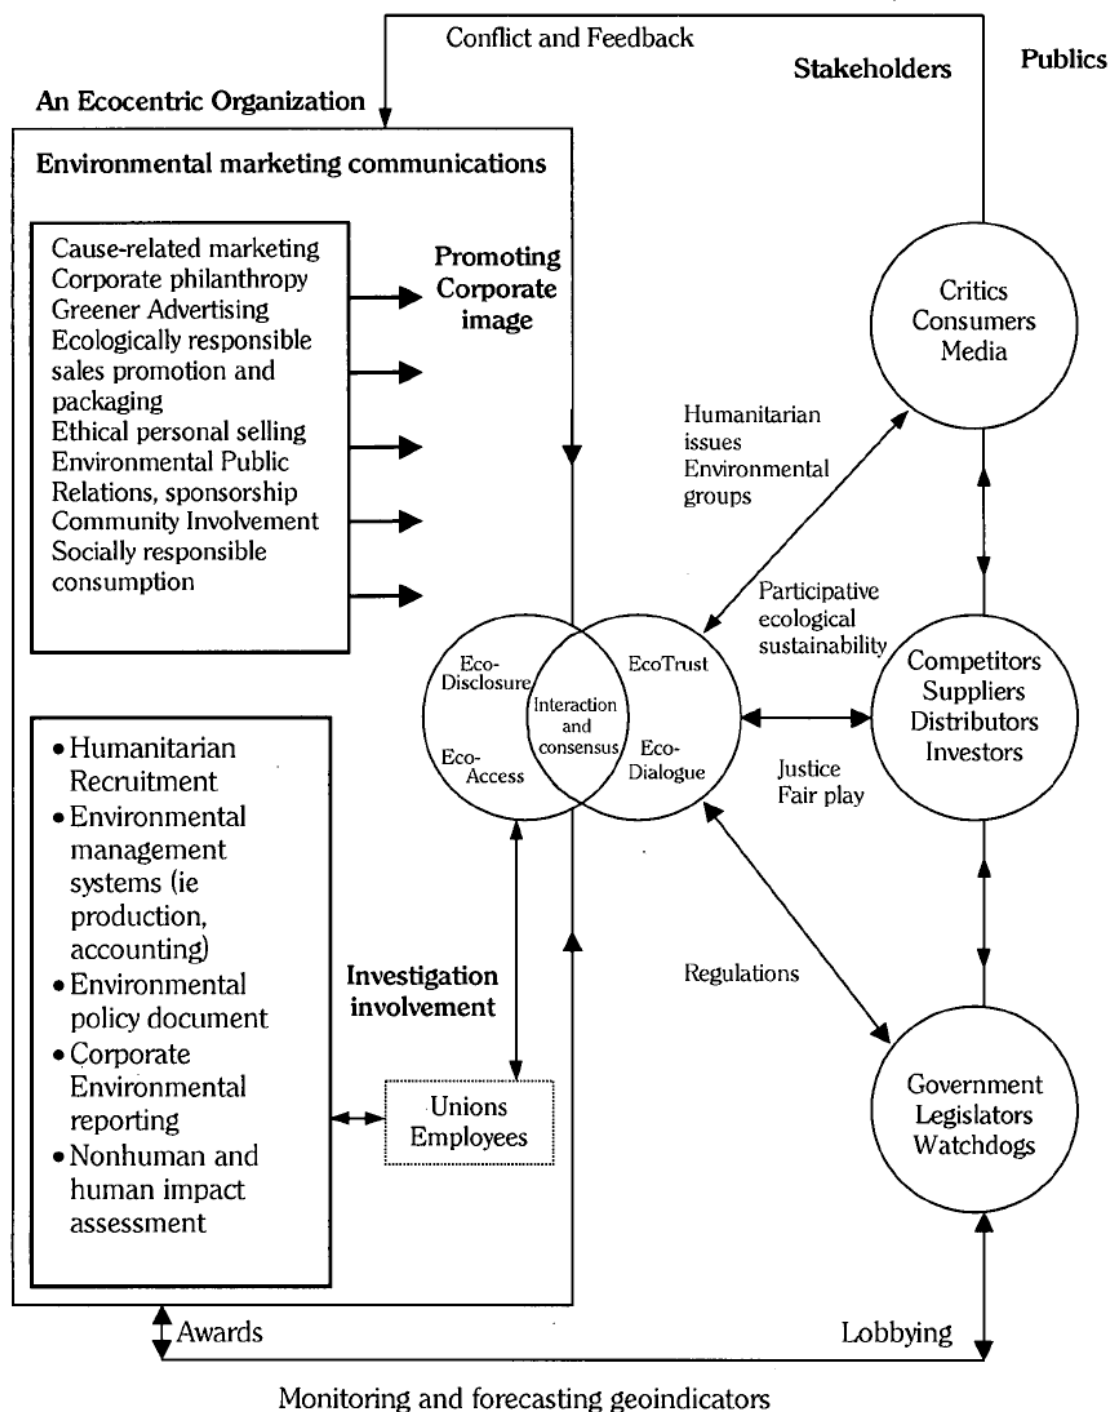 Conflict and Feedback
Stakeholders
Publics
An Ecocentric Organization
Environmental marketing communications
Cause-related marketing
Corporate philanthropy
Greener Advertising
Ecologically responsible
sales promotion and
packaging
Ethical personal selling
Environmental Public
Relations, sponsorship
Community Involvement
Socially responsible
consumption
Promoting
Corporate
image
Critics
Consumers
Media
Humanitarian
issues
Environmental
groups
Participative
ecological
sustainability
Eco-
Disclosure
Eco-
Access
Interaction
and
consensus
EcoTrust
Eco-
Dialogue
Competitors
Suppliers
Distributors
Investors
Justice
Fair play
• Humanitarian
Recruitment
• Environmental
management
systems (ie
production,
accounting)
• Environmental
policy document
• Corporate
Environmental
reporting
• Nonhuman and
human impact
assessment
Investigation
involvement
Unions
Employees
Regulations
Government
Legislators
Watchdogs
Awards
Lobbying
Monitoring and forecasting geoindicators